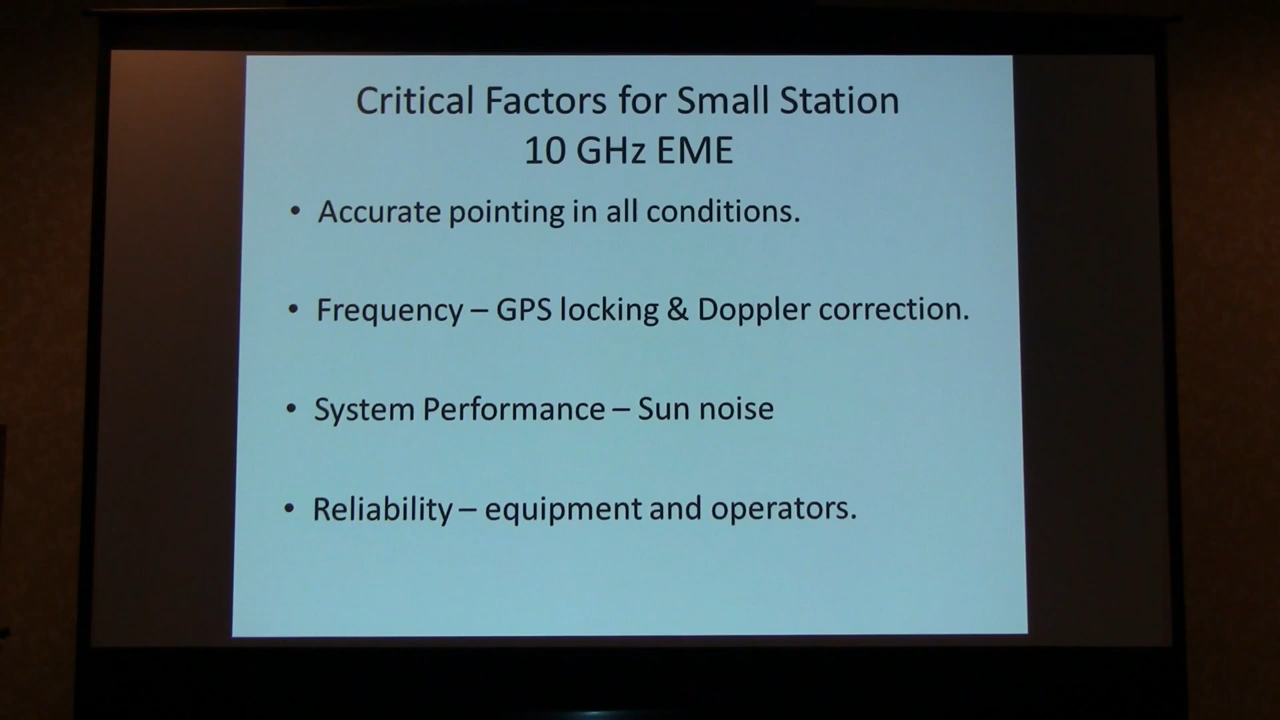 Critical Factors for Small Station
10 GHz EME
• Accurate pointing in all conditions.
• Frequency – GPS locking & Doppler correction.
• System Performance – Sun noise
• Reliability – equipment and operators.